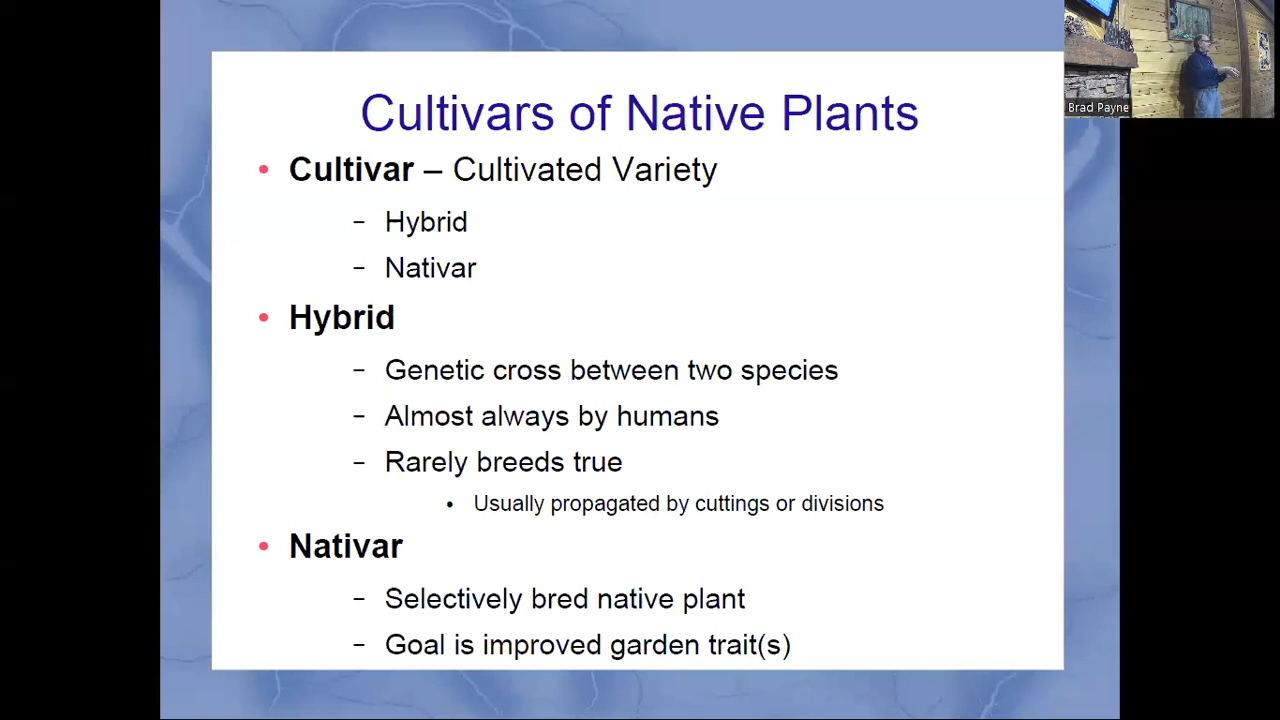 Cultivars of Native Plants
Brad Payne
• Cultivar – Cultivated Variety
– Hybrid
– Nativar
• Hybrid
– Genetic cross between two species
– Almost always by humans
– Rarely breeds true
• Usually propagated by cuttings or divisions
• Nativar
– Selectively bred native plant
– Goal is improved garden trait(s)